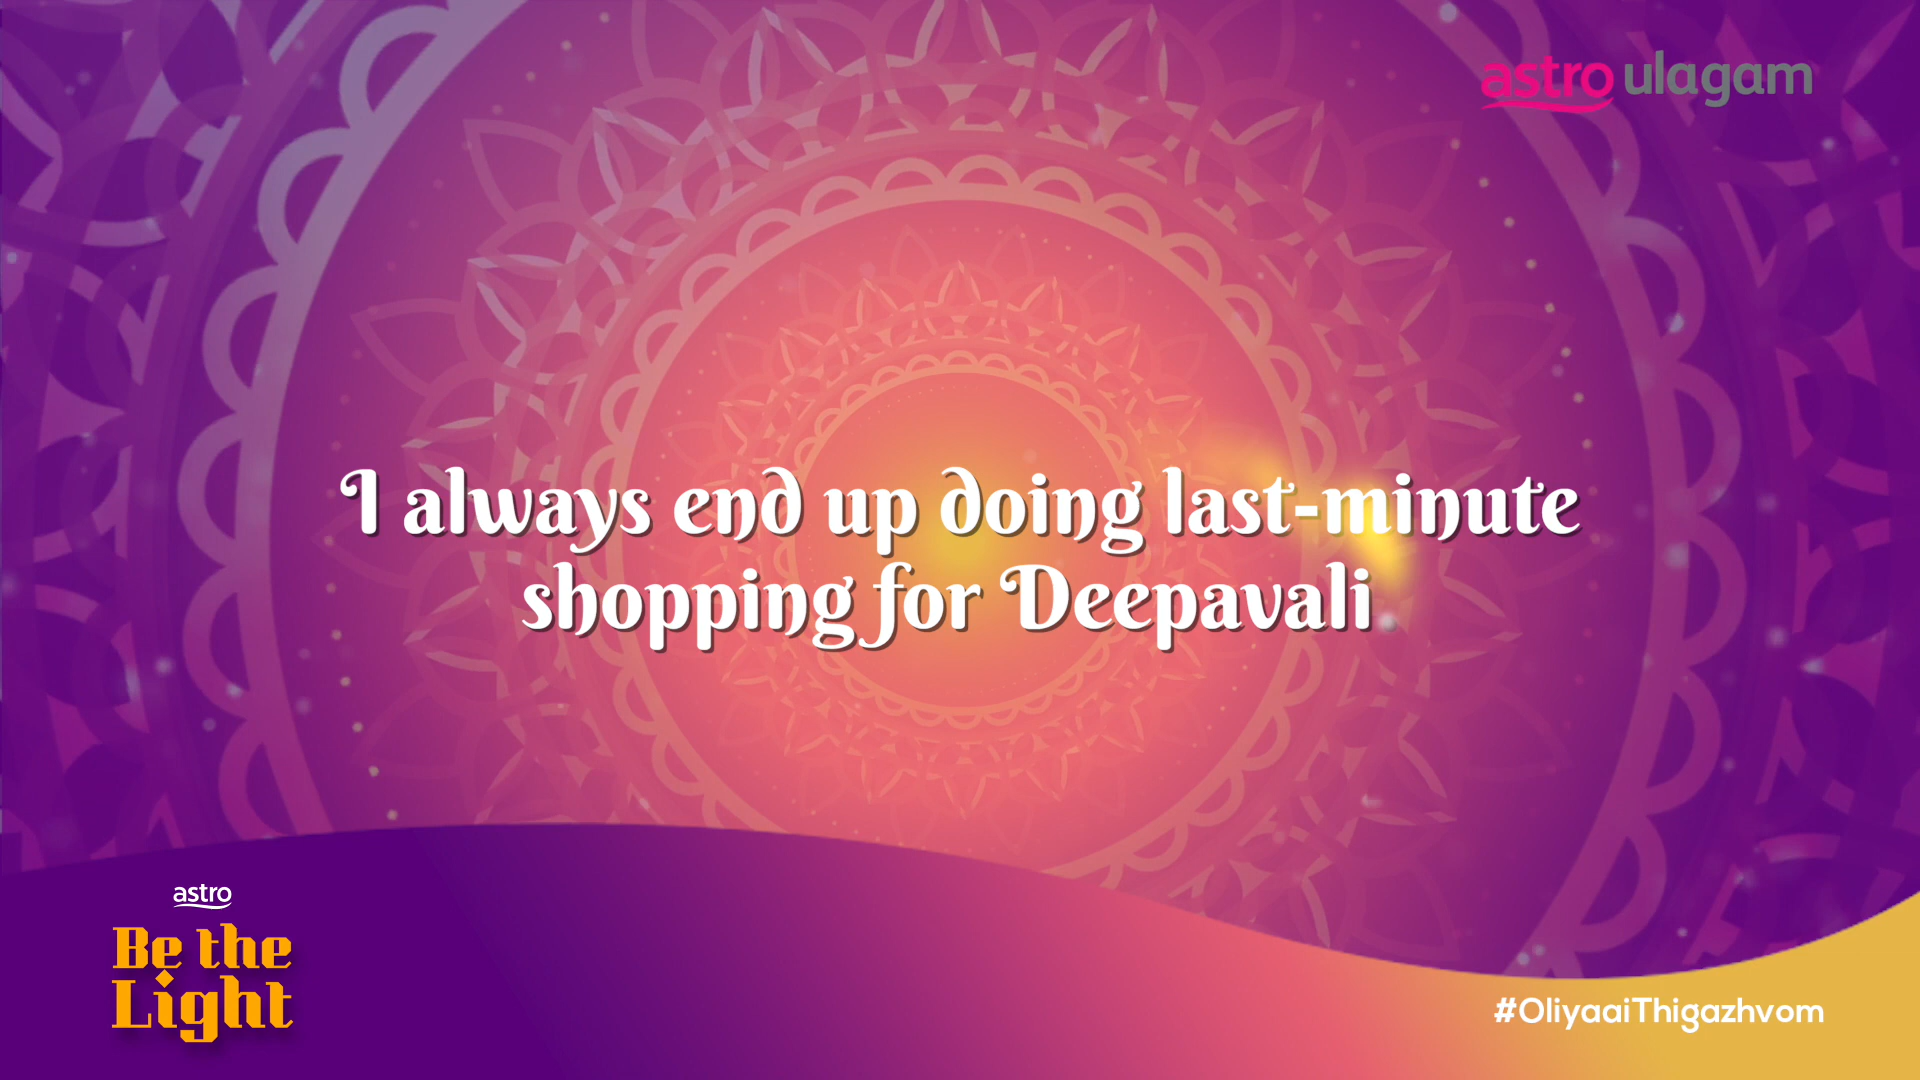 astro ulagam
I always end up doing last-minute
shopping for Deepavali
astro
Be the
Light
#OliyaaiThigazhvom